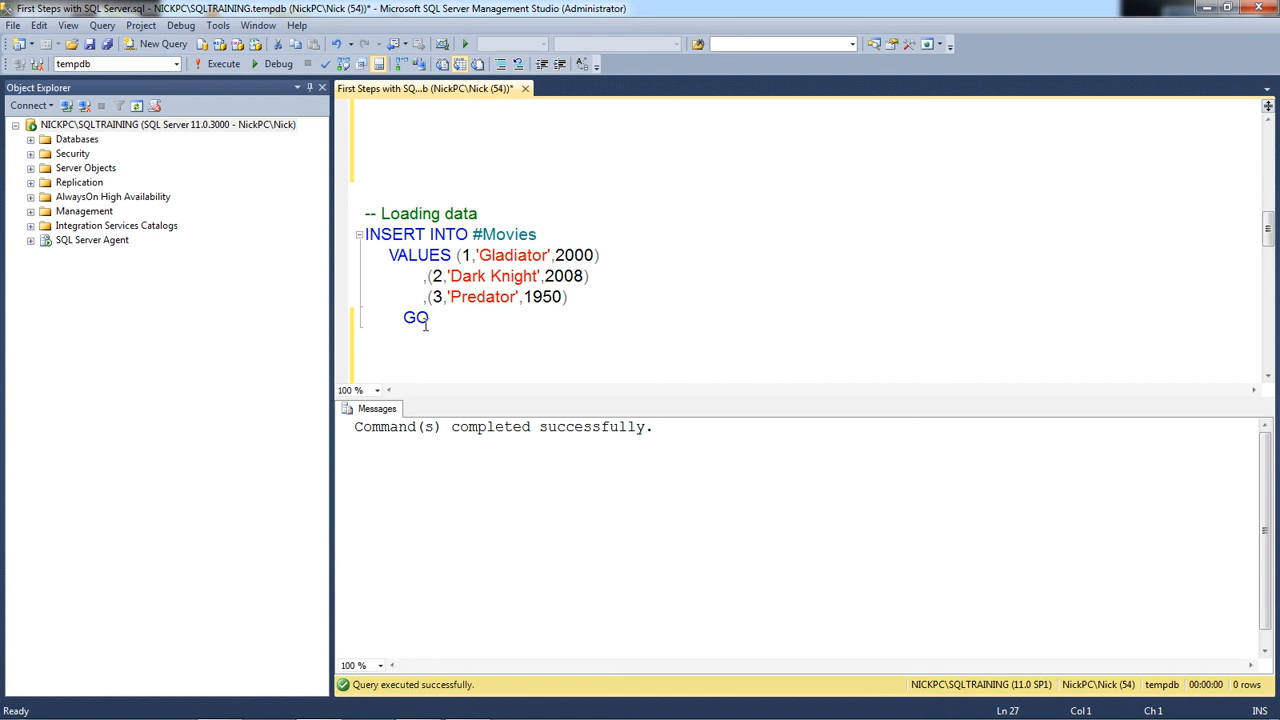 First Steps with SQL Server.sql - NICKPC\SQLTRAINING.tempdb (NickPC\Nick (54))* - Microsoft SQL Server Management Studio (Administrator)
File Edit View Query Project Debug Tools Window Help
New Query
tempdb Execute Debug
Object Explorer
First Steps with SQ...b (NickPC\Nick (54))*
Connect
NICKPC\SQLTRAINING (SQL Server 11.0.3000 - NickPC\Nick)
Databases
Security
Server Objects
Replication
AlwaysOn High Availability
Management
Integration Services Catalogs
SQL Server Agent
-- Loading data
INSERT INTO #Movies
VALUES (1,'Gladiator',2000)
,(2,'Dark Knight',2008)
,(3,'Predator',1950)
GO
100 %
Messages
Command(s) completed successfully.
100 %
Query executed successfully. NICKPC\SQLTRAINING (11.0 SP1) NickPC\Nick (54) tempdb 00:00:00 0 rows
Ready Ln 27 Col 1 Ch 1 INS